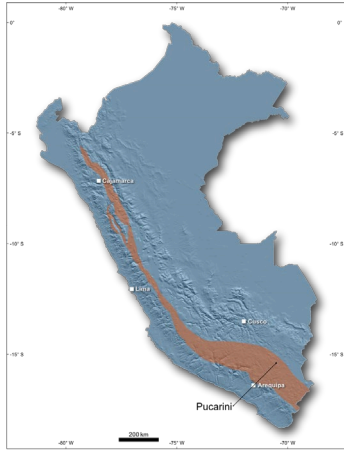 -80° W -75° W -70° W
0°
-5° S
-5° S
Cajamarca
-10° S
-10° S
Lima
Cusco
-15° S
-15° S
Arequipa
Pucarini
200 km
-80° W -75° W -70° W